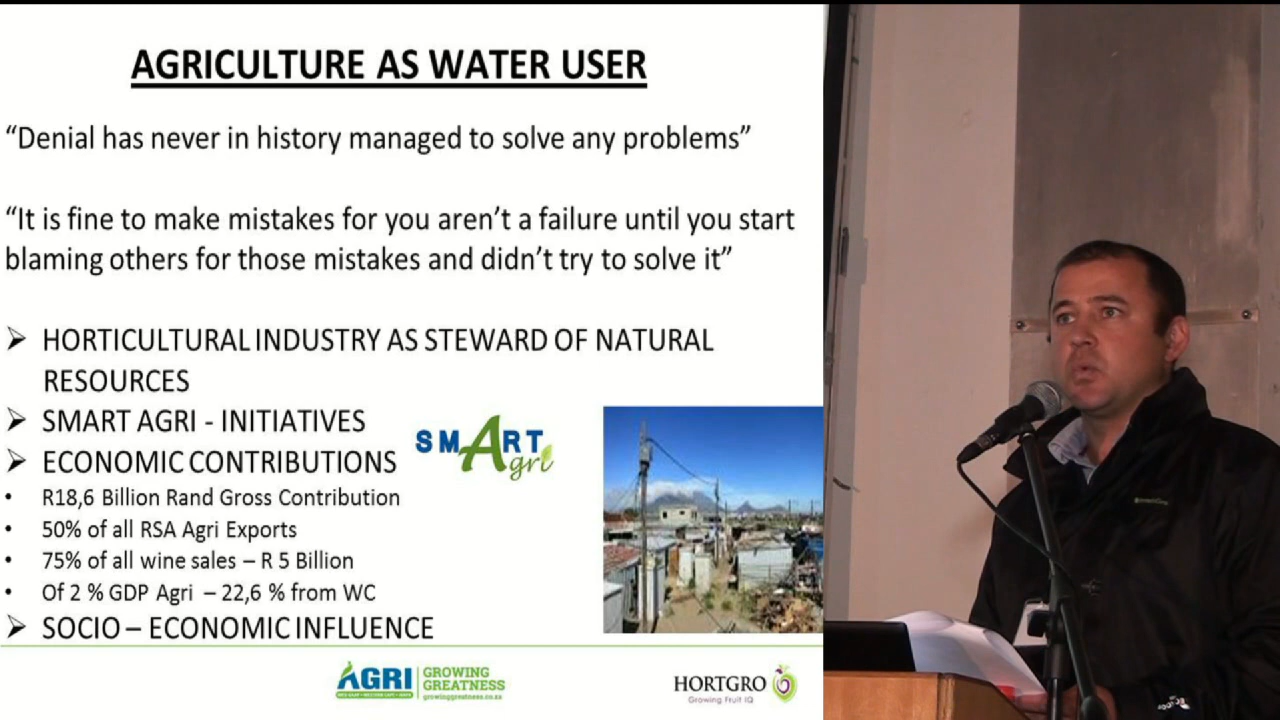 AGRICULTURE AS WATER USER
“Denial has never in history managed to solve any problems”
“It is fine to make mistakes for you aren’t a failure until you start
blaming others for those mistakes and didn’t try to solve it”
HORTICULTURAL INDUSTRY AS STEWARD OF NATURAL
RESOURCES
SMART AGRI - INITIATIVES
SMART
Agri
ECONOMIC CONTRIBUTIONS
• R18,6 Billion Rand Gross Contribution
• 50% of all RSA Agri Exports
• 75% of all wine sales – R 5 Billion
• Of 2 % GDP Agri – 22,6 % from WC
SOCIO – ECONOMIC INFLUENCE
AGRI
GROWING
GREATNESS
growinggreatness.co.za
HORTGRO
Growing Fruit IQ